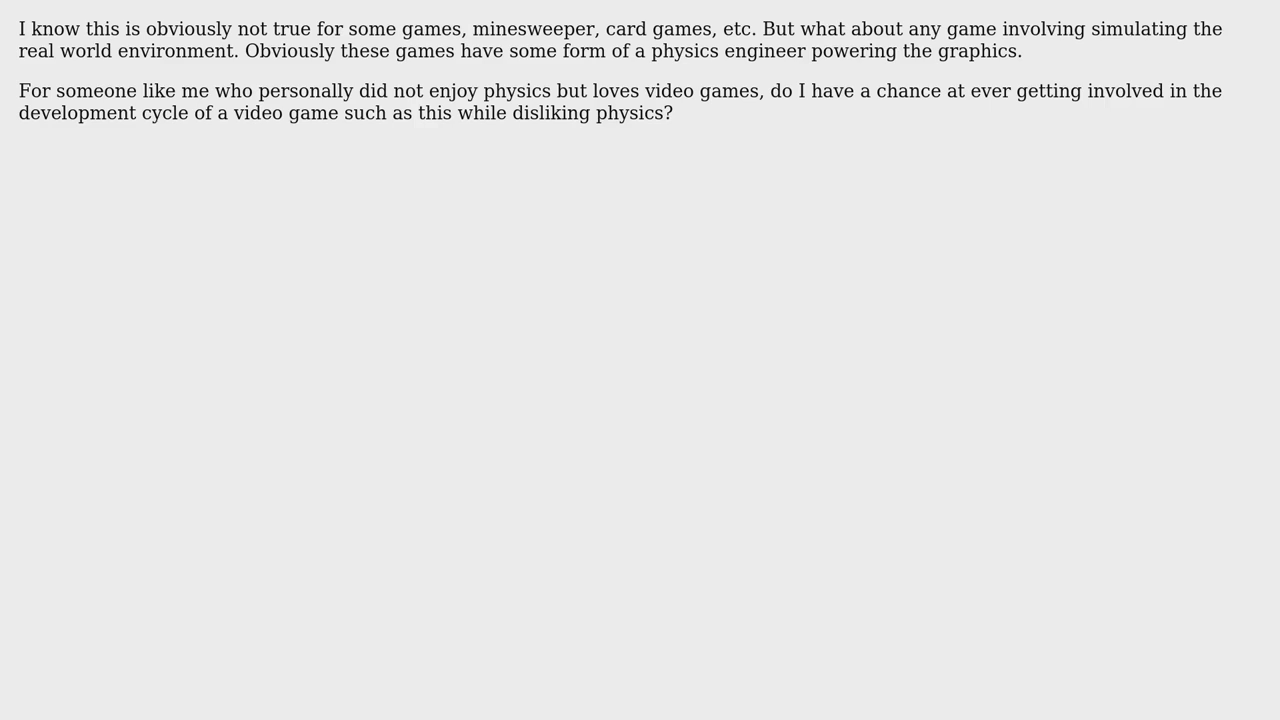 I know this is obviously not true for some games, minesweeper, card games, etc. But what about any game involving simulating the
real world environment. Obviously these games have some form of a physics engineer powering the graphics.
For someone like me who personally did not enjoy physics but loves video games, do I have a chance at ever getting involved in the
development cycle of a video game such as this while disliking physics?